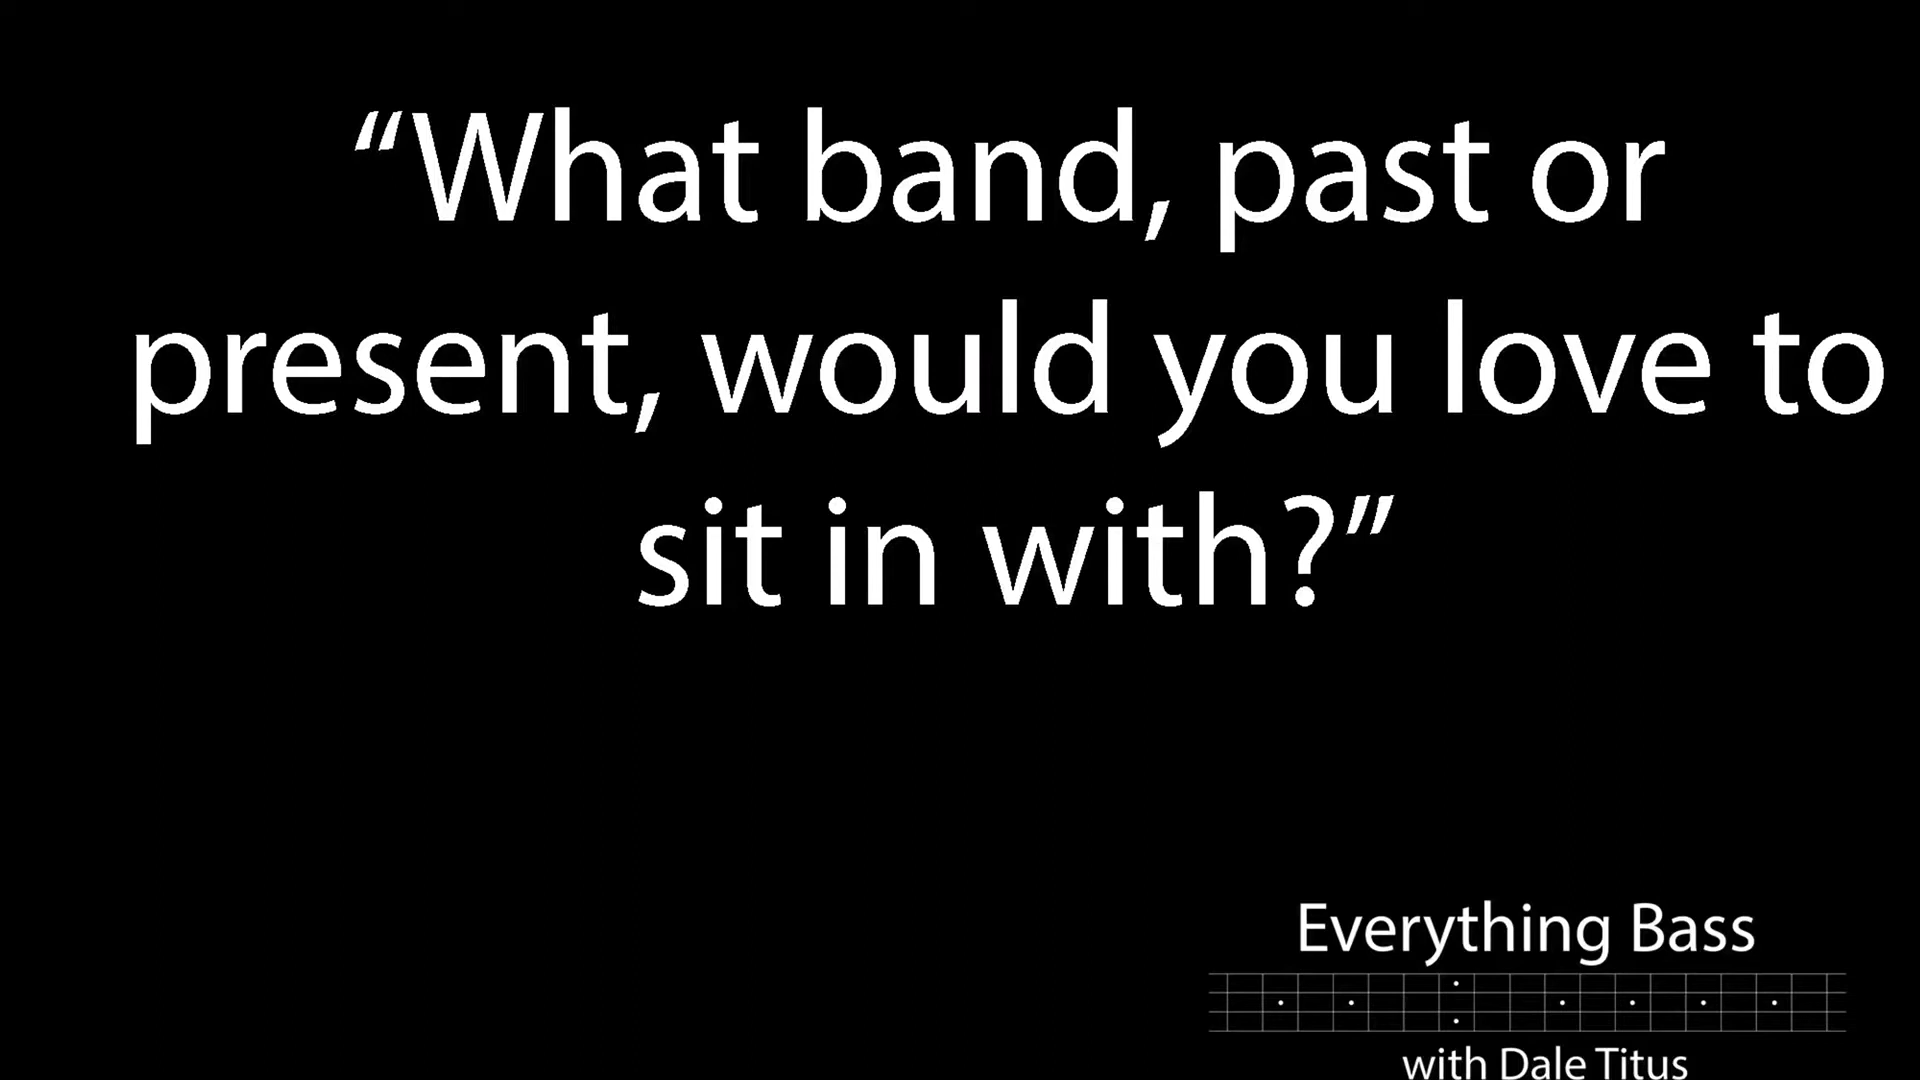 “What band, past or
present, would you love to
sit in with?”
Everything Bass
with Dale Titus